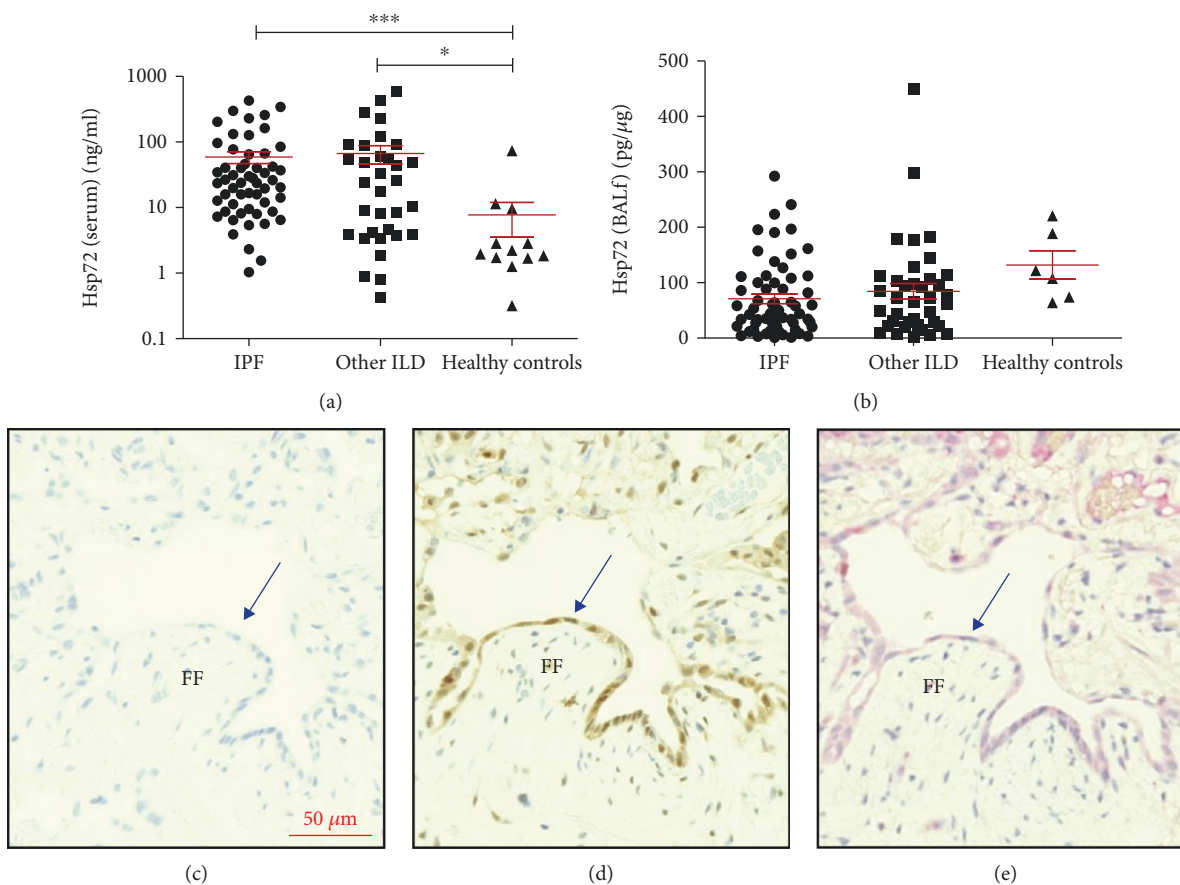 ***
*
Hsp72 (serum) (ng/ml)
1000
100
10
1
0.1
IPF
Other ILD
Healthy controls
(a)
Hsp72 (BALf) (pg/µg)
500
400
300
200
100
0
IPF
Other ILD
Healthy controls
(b)
FF
50 µm
(c)
FF
(d)
FF
(e)